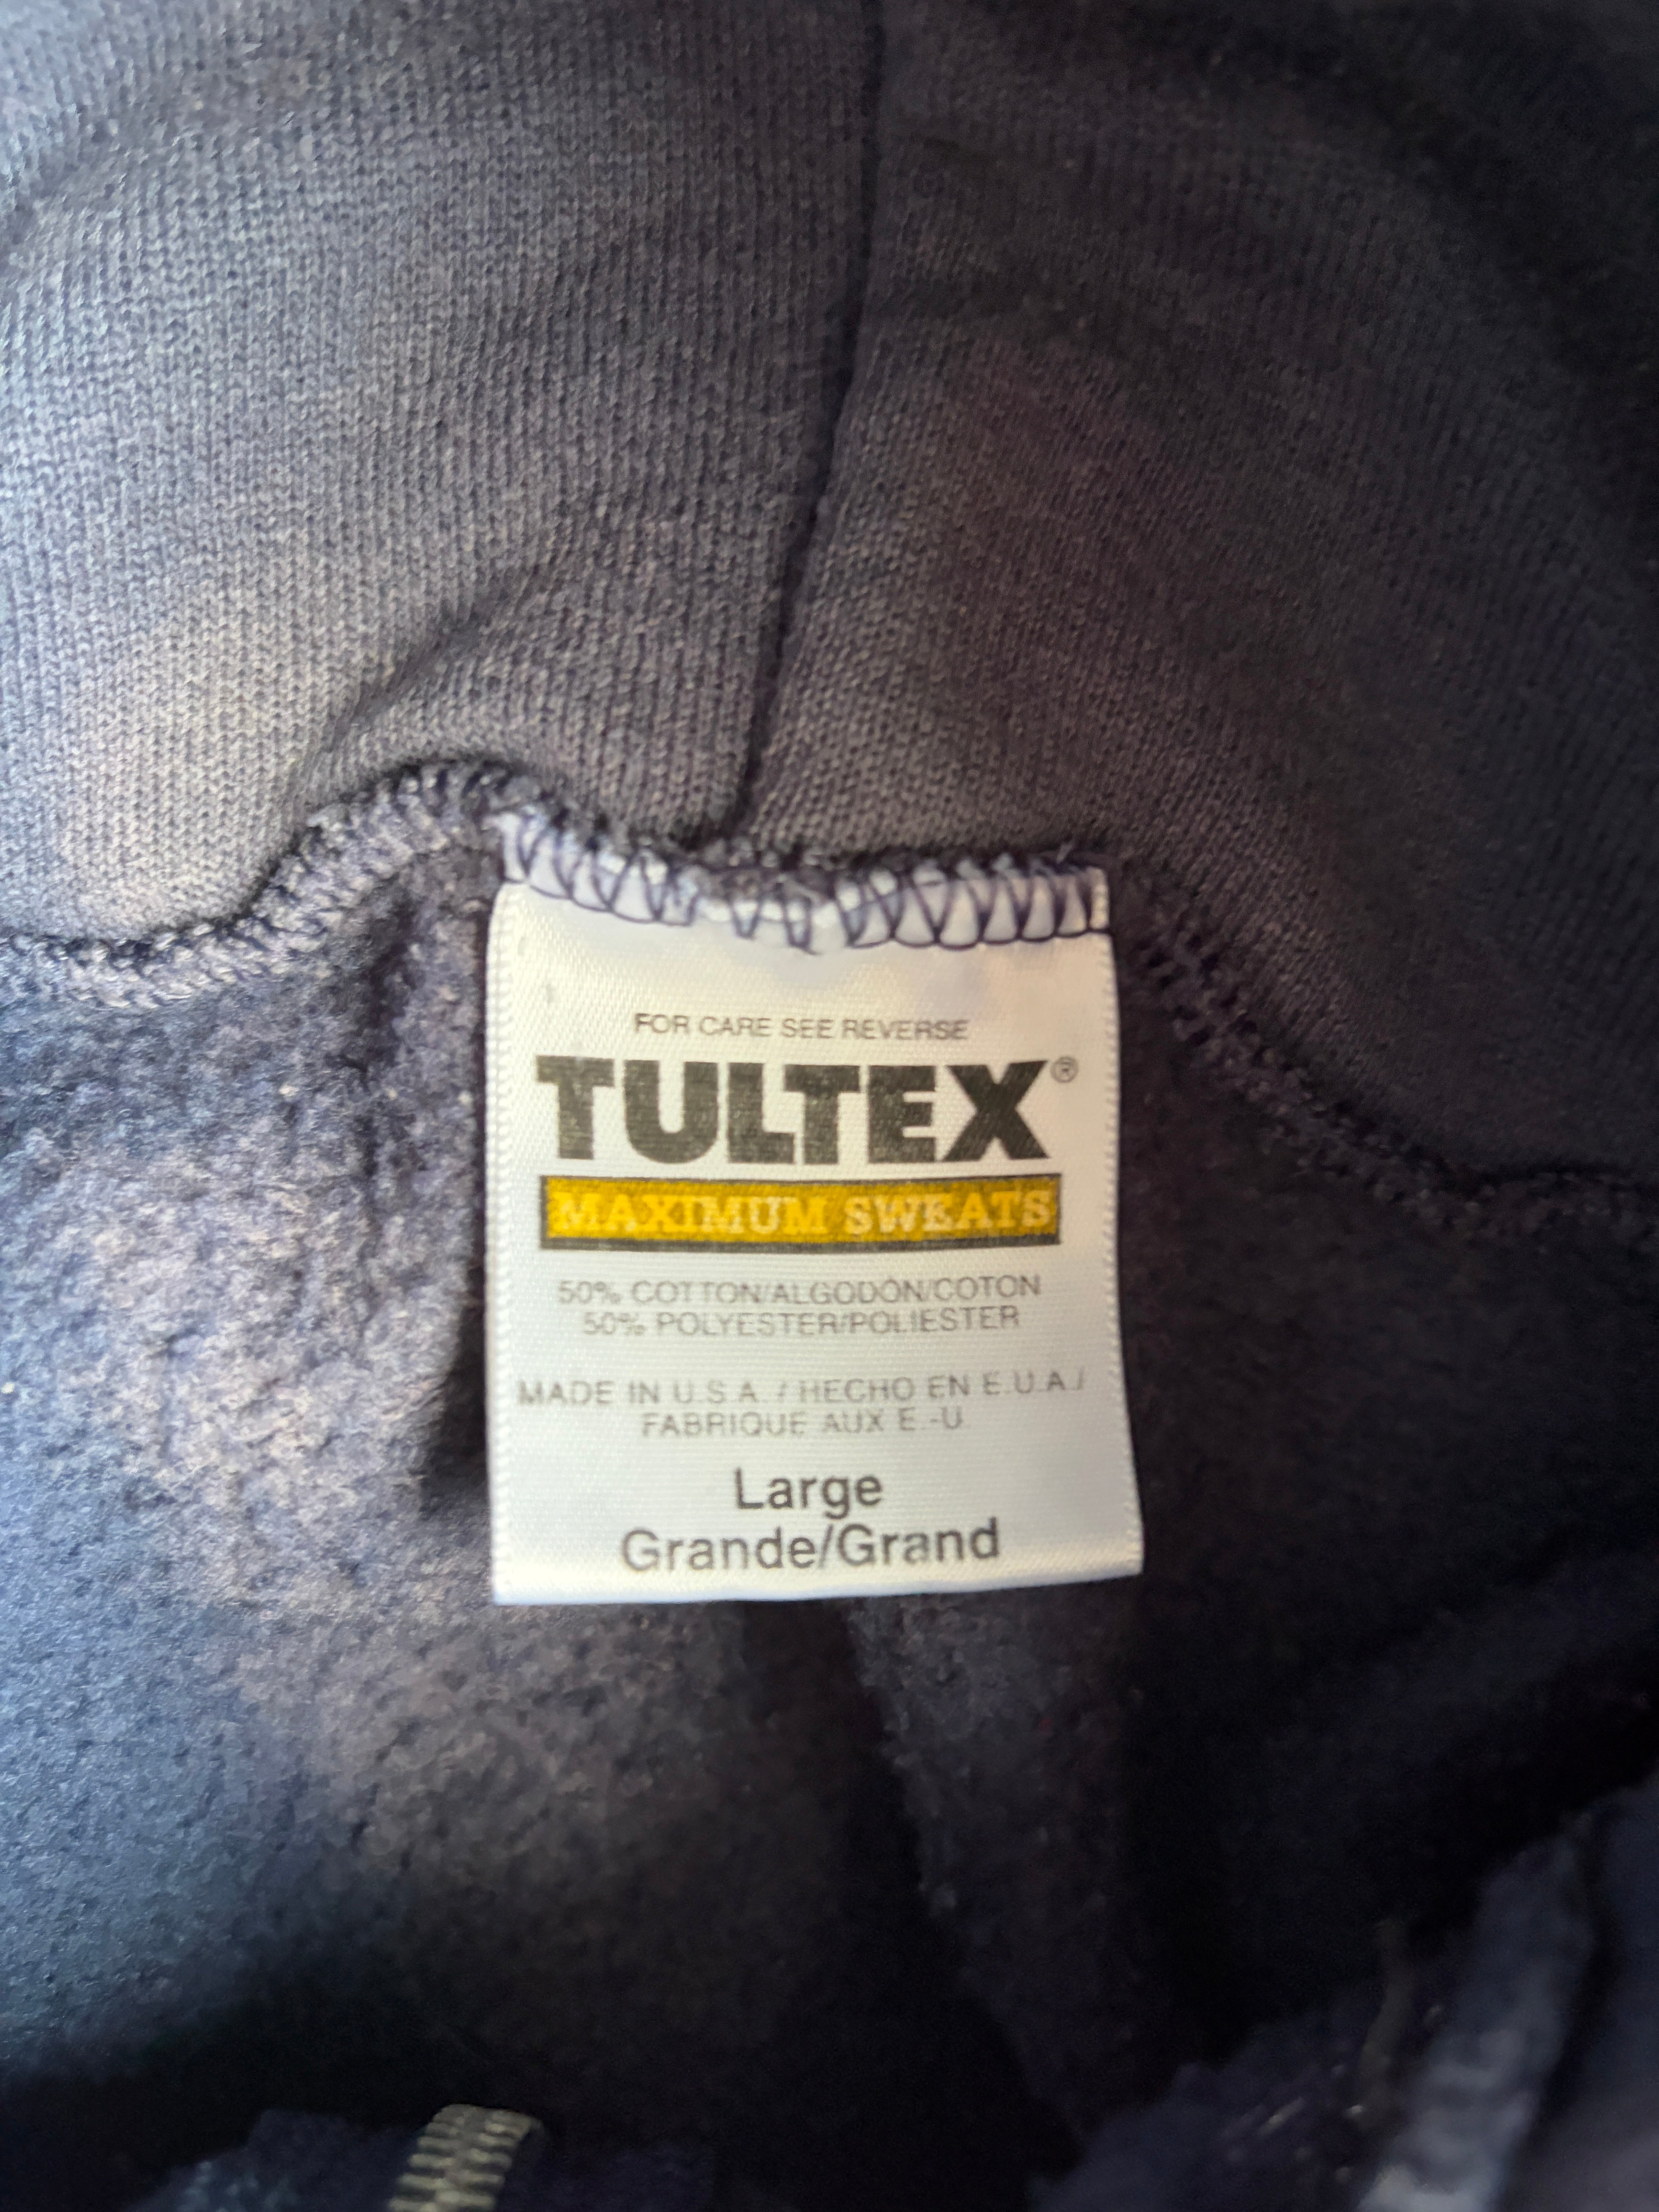 FOR CARE SEE REVERSE
TULTEX®
MAXIMUM SWEATS
50% COTTON/ALGODÓN/COTON
50% POLYESTER/POLIESTER
MADE IN U.S.A. / HECHO EN E.U.A./
FABRIQUE AUX E.-U.
Large
Grande/Grand